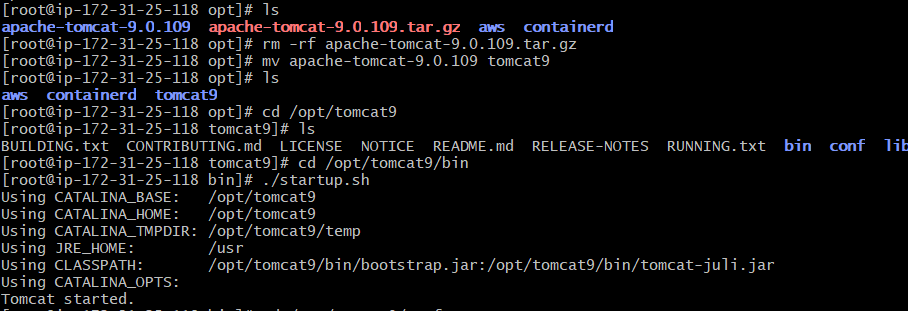 [root@ip-172-31-25-118 opt]# ls
apache-tomcat-9.0.109  apache-tomcat-9.0.109.tar.gz  aws  containerd
[root@ip-172-31-25-118 opt]# rm -rf apache-tomcat-9.0.109.tar.gz
[root@ip-172-31-25-118 opt]# mv apache-tomcat-9.0.109 tomcat9
[root@ip-172-31-25-118 opt]# ls
aws  containerd  tomcat9
[root@ip-172-31-25-118 opt]# cd /opt/tomcat9
[root@ip-172-31-25-118 tomcat9]# ls
BUILDING.txt  CONTRIBUTING.md  LICENSE  NOTICE  README.md  RELEASE-NOTES  RUNNING.txt  bin  conf  lib
[root@ip-172-31-25-118 tomcat9]# cd /opt/tomcat9/bin
[root@ip-172-31-25-118 bin]# ./startup.sh
Using CATALINA_BASE:   /opt/tomcat9
Using CATALINA_HOME:   /opt/tomcat9
Using CATALINA_TMPDIR: /opt/tomcat9/temp
Using JRE_HOME:        /usr
Using CLASSPATH:       /opt/tomcat9/bin/bootstrap.jar:/opt/tomcat9/bin/tomcat-juli.jar
Using CATALINA_OPTS:
Tomcat started.